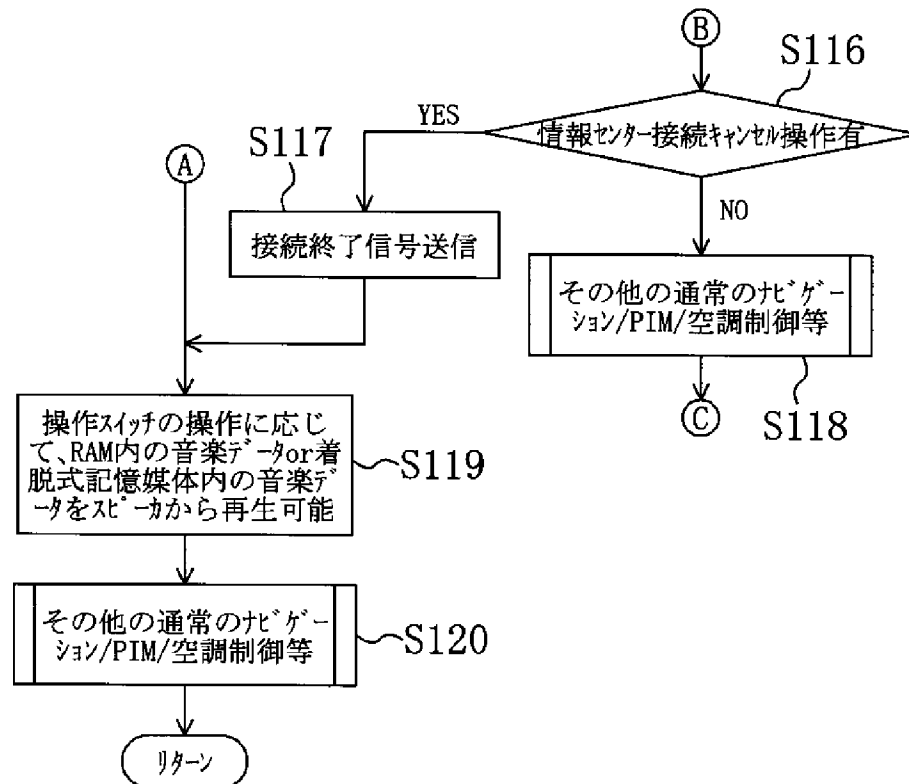 B
S116
情報ｾﾝﾀｰ接続ｷｬﾝｾﾙ操作有
YES
NO
S117
A
接続終了信号送信
その他の通常のﾅﾋﾞｹﾞｰ
ｼｮﾝ/PIM/空調制御等
S118
C
操作ｽｲｯﾁの操作に応じ
て､RAM内の音楽ﾃﾞｰﾀor着
脱式記憶媒体内の音楽ﾃﾞ
ｰﾀをｽﾋﾟｰｶから再生可能
S119
その他の通常のﾅﾋﾞｹﾞｰ
ｼｮﾝ/PIM/空調制御等
S120
ﾘﾀｰﾝ